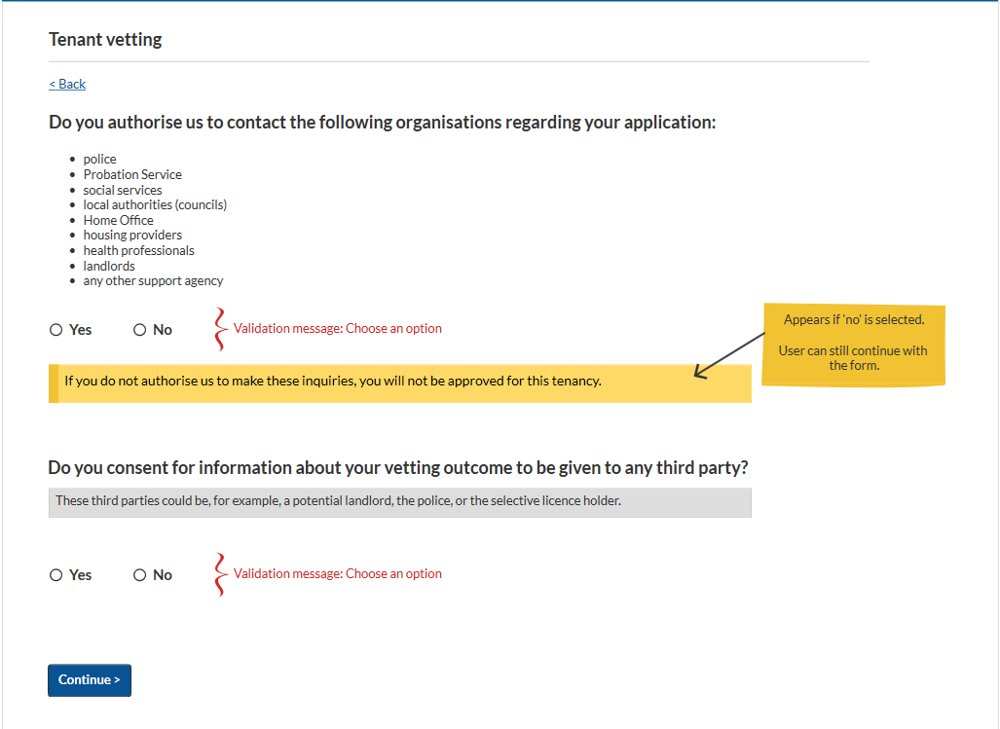 Tenant vetting
< Back
Do you authorise us to contact the following organisations regarding your application:
• police
• Probation Service
• social services
• local authorities (councils)
• Home Office
• housing providers
• health professionals
• landlords
• any other support agency
Yes No Validation message: Choose an option
Appears if 'no' is selected.
User can still continue with
the form.
If you do not authorise us to make these inquiries, you will not be approved for this tenancy.
Do you consent for information about your vetting outcome to be given to any third party?
These third parties could be, for example, a potential landlord, the police, or the selective licence holder.
Yes No Validation message: Choose an option
Continue >